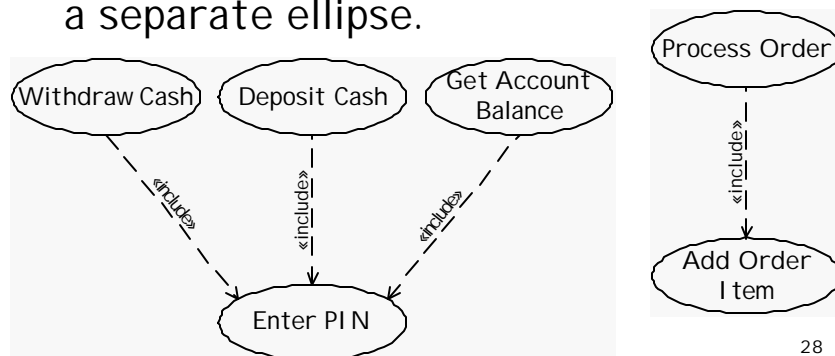 a separate ellipse.
Withdraw Cash
Deposit Cash
Get Account
Balance
«include»
«include»
«include»
Enter PIN
Process Order
«include»
Add Order
Item
28